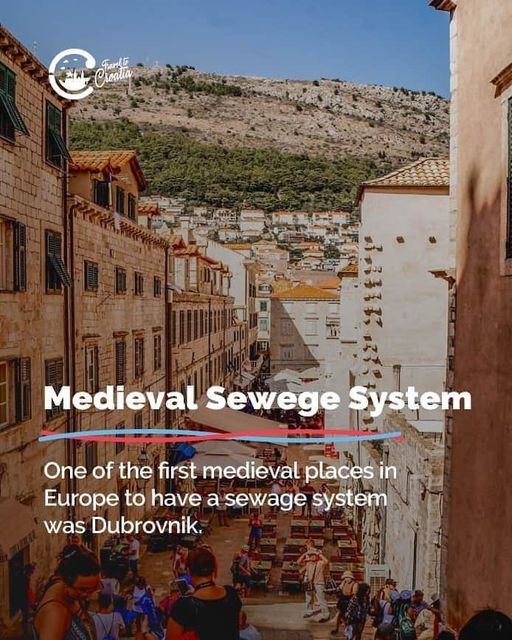 Travel to
Croatia
Medieval Sewege System
One of the first medieval places in
Europe to have a sewage system
was Dubrovnik.